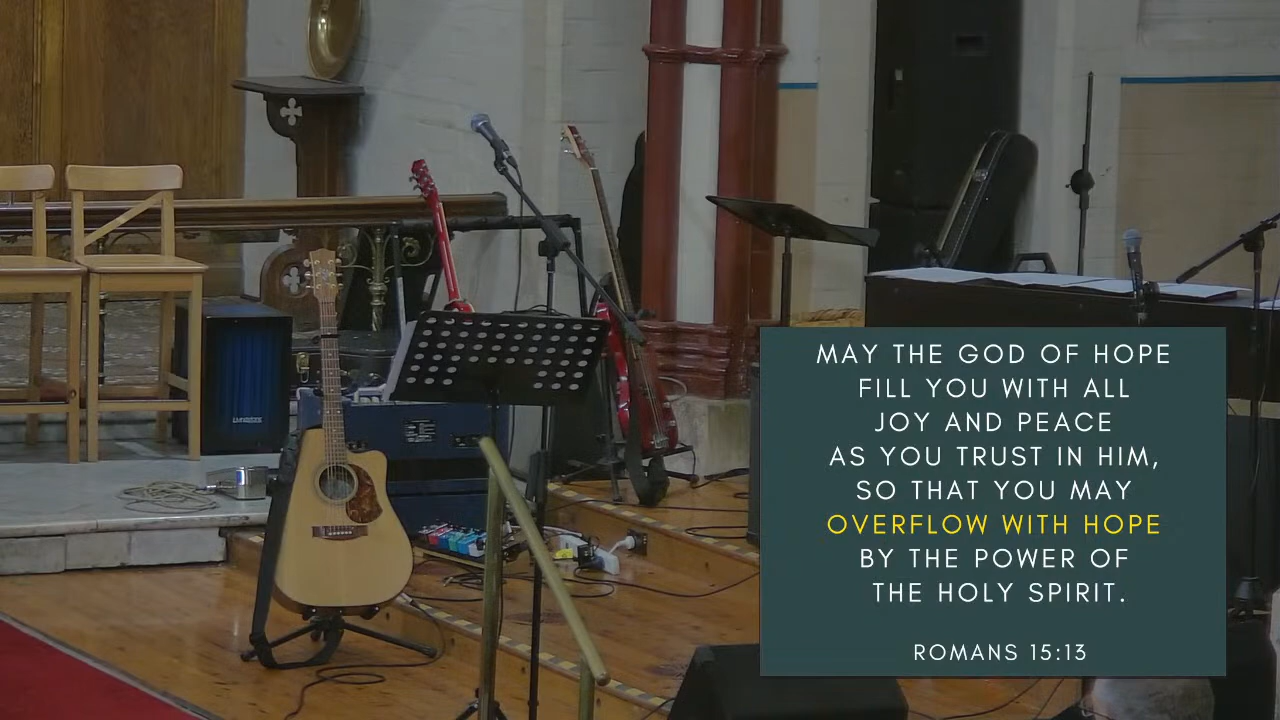 MAY THE GOD OF HOPE
FILL YOU WITH ALL
JOY AND PEACE
AS YOU TRUST IN HIM,
SO THAT YOU MAY
OVERFLOW WITH HOPE
BY THE POWER OF
THE HOLY SPIRIT.
ROMANS 15:13